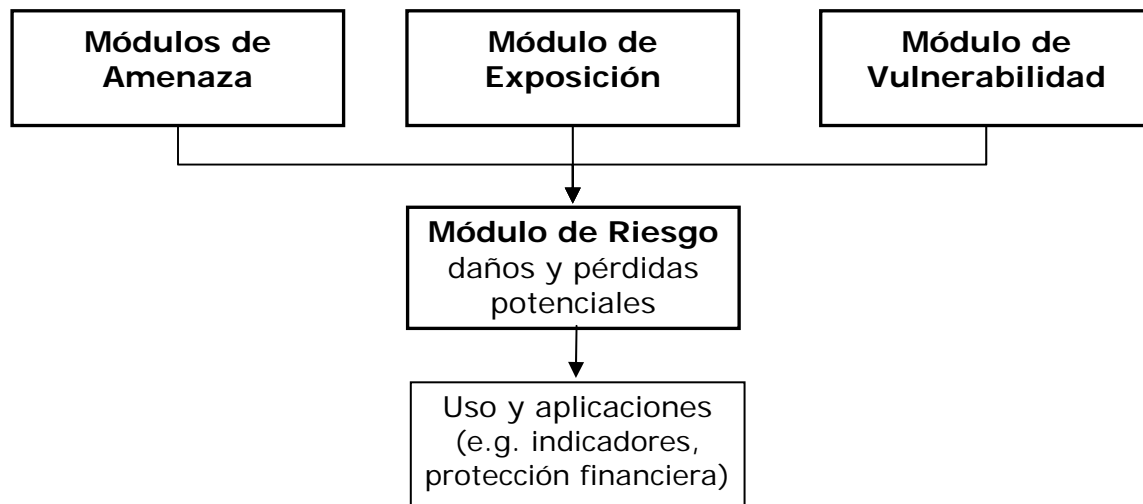 Módulos de
Amenaza
Módulo de
Exposición
Módulo de
Vulnerabilidad
Módulo de Riesgo
daños y pérdidas
potenciales
Uso y aplicaciones
(e.g. indicadores,
protección financiera)